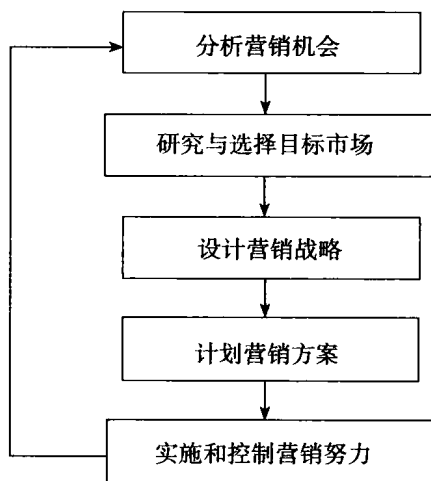 分析营销机会
研究与选择目标市场
设计营销战略
计划营销方案
实施和控制营销努力